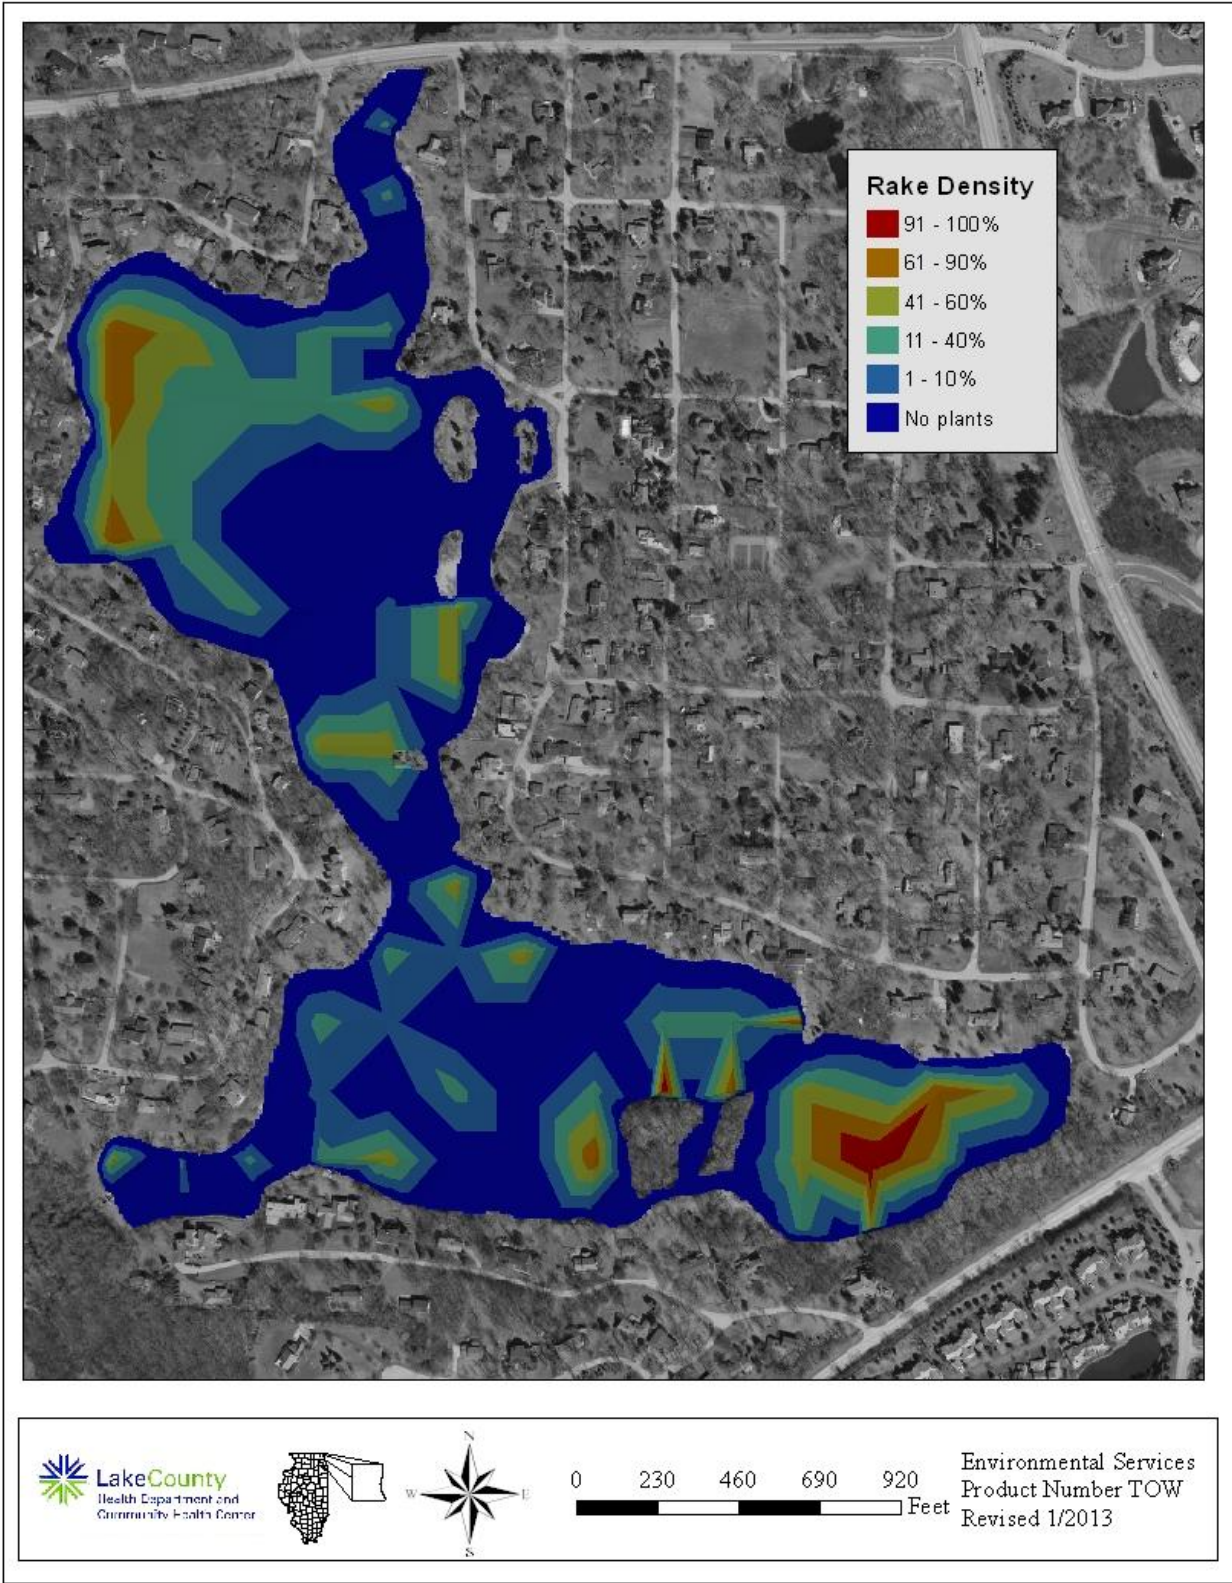 Rake Density
91 - 100%
61 - 90%
41 - 60%
11 - 40%
1 - 10%
No plants
LakeCounty
Health Department and
Community Health Center
N
W
E
S
0 230 460 690 920
Feet
Environmental Services
Product Number TOW
Revised 1/2013